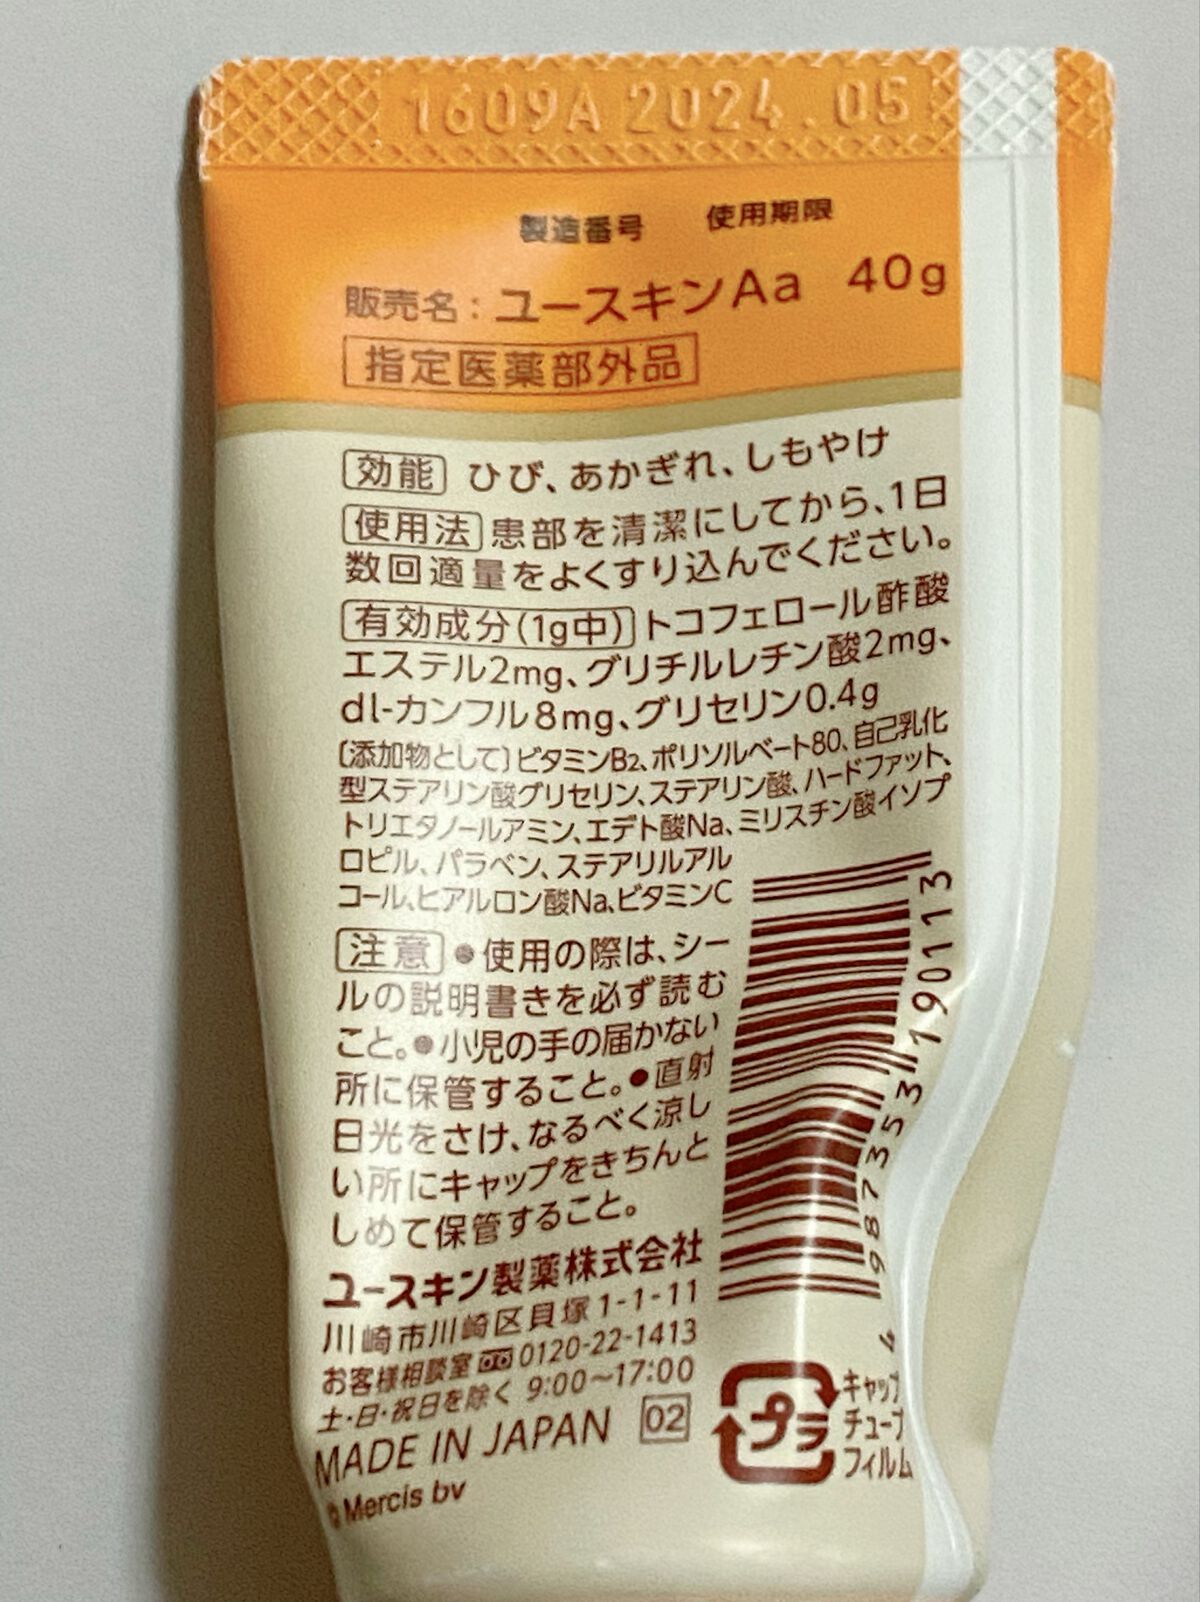 1609A 2024.05
製造番号 使用期限
販売名:ユースキンAa 40g
指定医薬部外品
効能 ひび、あかぎれ、しもやけ
使用法 患部を清潔にしてから、1日
数回適量をよくすり込んでください。
有効成分(1g中) トコフェロール酢酸
エステル2mg、グリチルレチン酸2mg、
dl-カンフル8mg、グリセリン0.4g
〔添加物として〕ビタミンB2、ポリソルベート80、自己乳化
型ステアリン酸グリセリン、ステアリン酸、ハードファット、
トリエタノールアミン、エデト酸Na、ミリスチン酸イソプ
ロピル、パラベン、ステアリルアル
コール、ヒアルロン酸Na、ビタミンC
注意 ●使用の際は、シー
ルの説明書きを必ず読む
こと。●小児の手の届かない
所に保管すること。●直射
日光をさけ、なるべく涼し
い所にキャップをきちんと
しめて保管すること。
ユースキン製薬株式会社
川崎市川崎区貝塚1-1-11
お客様相談室 0120-22-1413
土・日・祝日を除く 9:00〜17:00
MADE IN JAPAN 02
© Mercis bv
4 987353 190113
プラ
キャップ
チューブ
フィルム